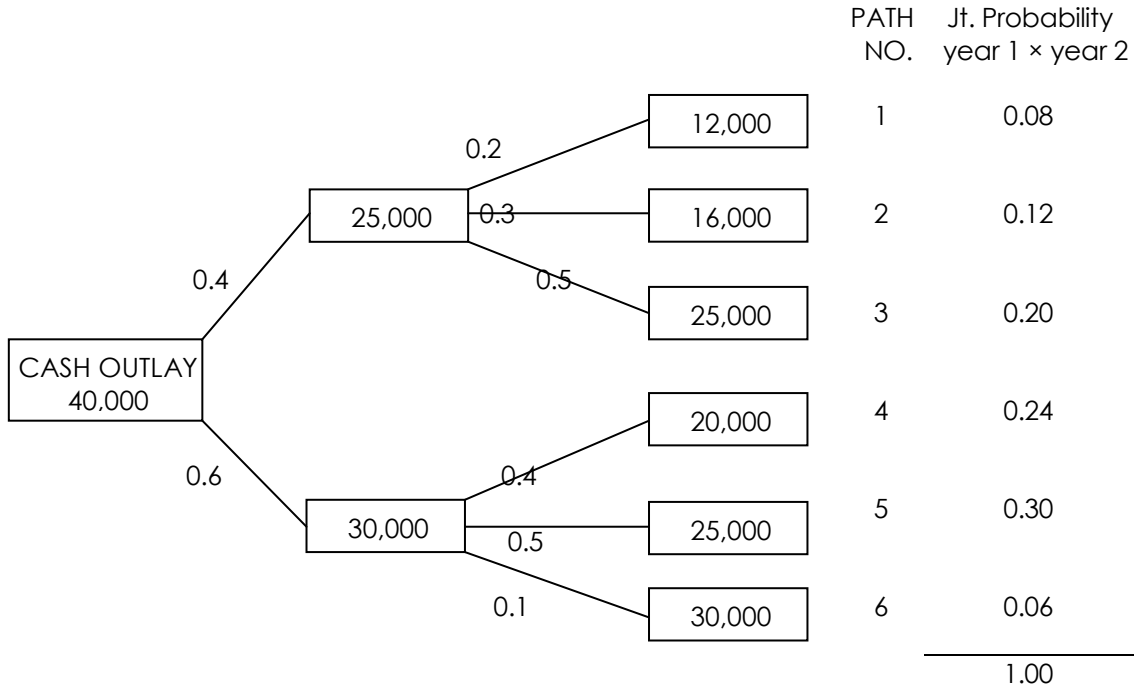 PATH Jt. Probability
NO. year 1 × year 2
12,000 1 0.08
0.2
25,000 0.3 16,000 2 0.12
0.4 0.5
25,000 3 0.20
CASH OUTLAY
40,000
20,000 4 0.24
0.6 0.4
30,000 25,000 5 0.30
0.5
0.1 30,000 6 0.06
1.00